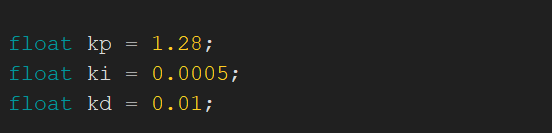 float kp = 1.28;
float ki = 0.0005;
float kd = 0.01;